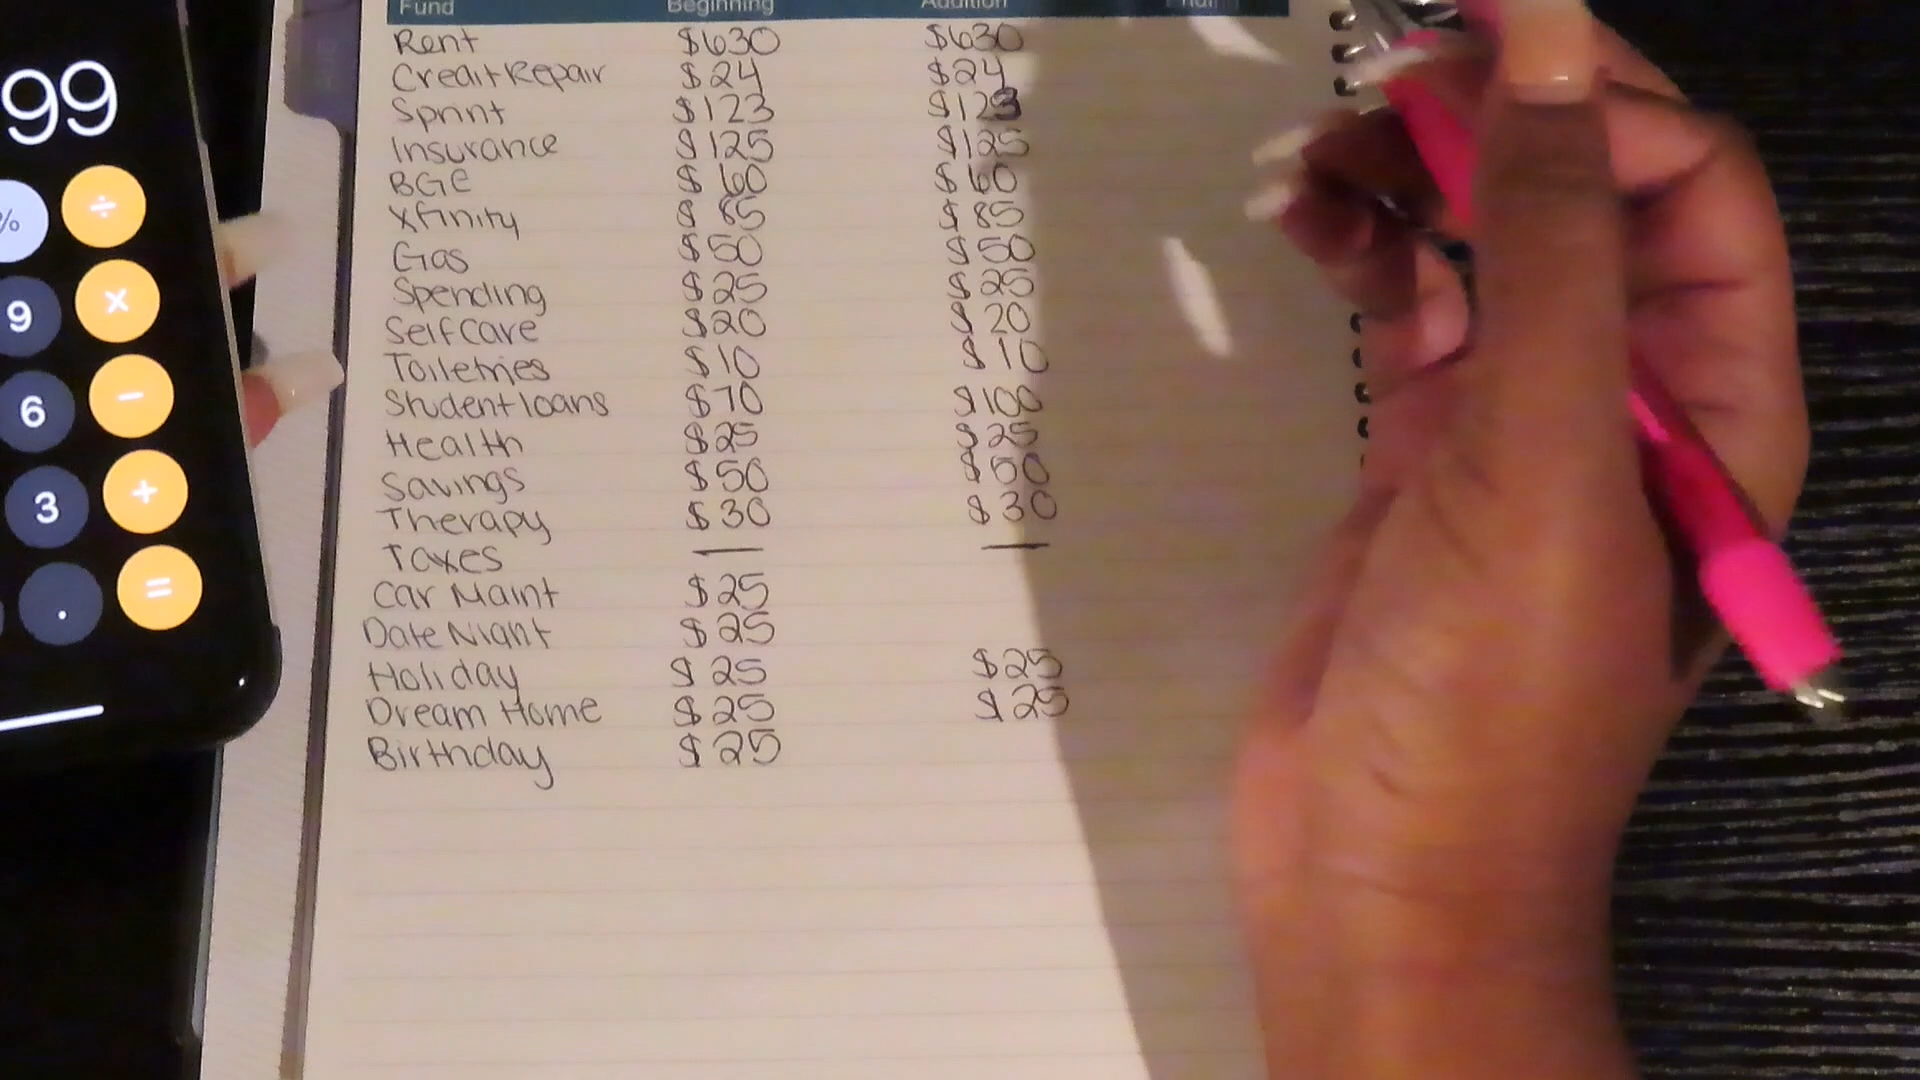 Fund Beginning Addition Ending
Rent $630 $630
Credit Repair $24 $24
Sprint $123 $123
Insurance $125 $125
BGE $60 $60
Xfinity $85 $85
Gas $50 $50
Spending $25 $25
Selfcare $20 $20
Toiletries $10 $10
Student loans $70 $100
Health $25 $25
Savings $50 $50
Therapy $30 $30
Taxes — —
Car Maint $25
Date Night $25
Holiday $25 $25
Dream Home $25 $25
Birthday $25
99
% ÷
9 ×
6 −
3 +
. =